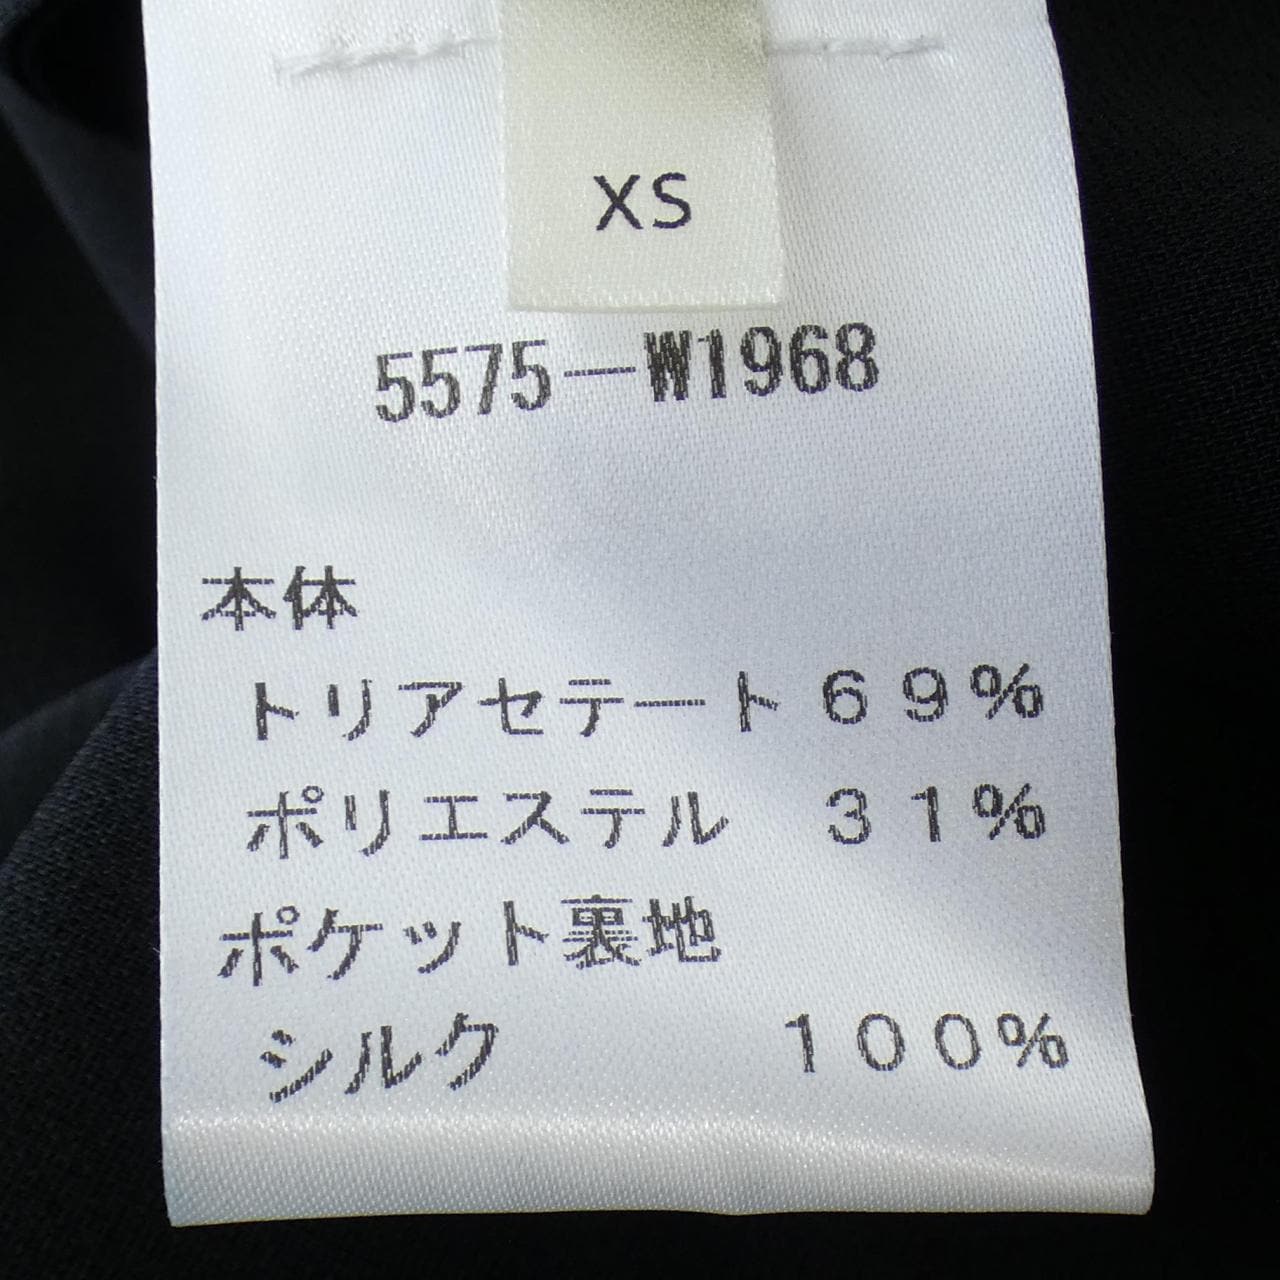 XS
5575－W1968
本体
トリアセテート６９％
ポリエステル　３１％
ポケット裏地
シルク　１００％